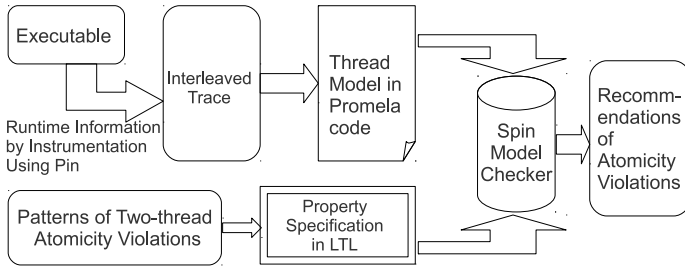 Executable
Runtime Information
by Instrumentation
Using Pin
Interleaved
Trace
Thread
Model in
Promela
code
Spin
Model
Checker
Recomm-
endations
of
Atomicity
Violations
Patterns of Two-thread
Atomicity Violations
Property
Specification
in LTL